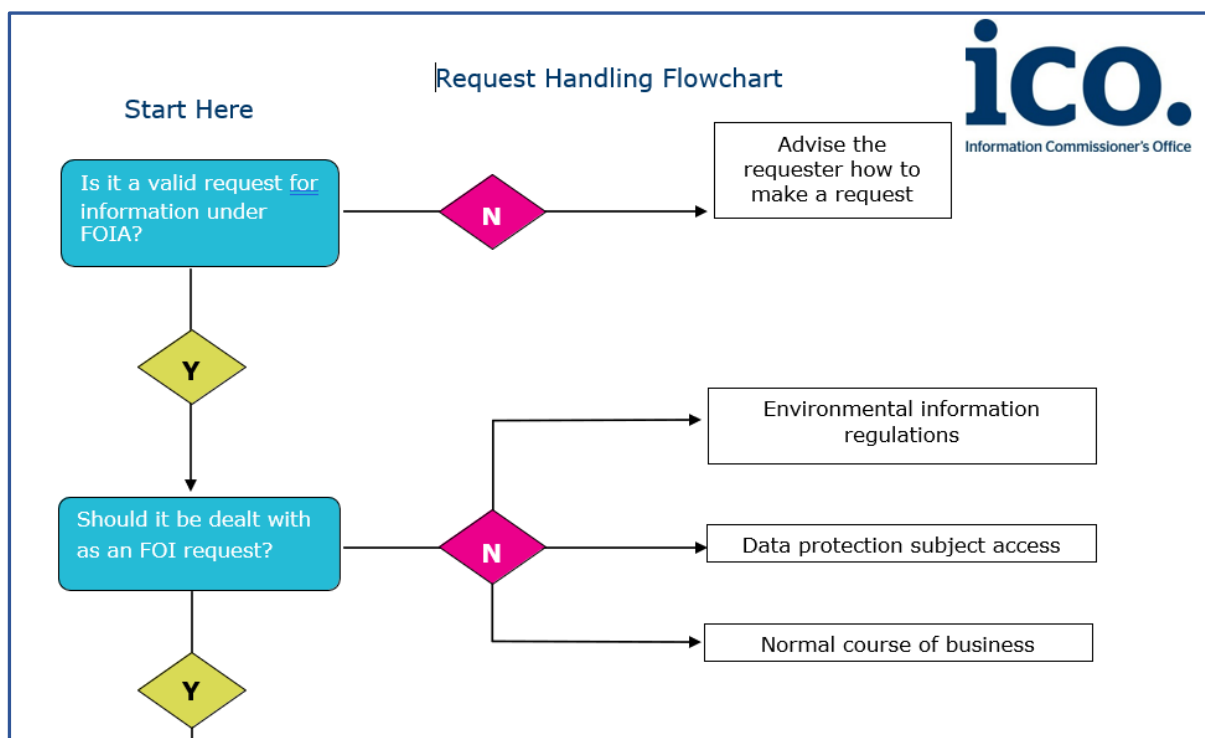 Request Handling Flowchart
ico.
Information Commissioner's Office
Start Here
Is it a valid request for
information under
FOIA?
N
Advise the
requester how to
make a request
Y
Should it be dealt with
as an FOI request?
N
Environmental information
regulations
Data protection subject access
Normal course of business
Y